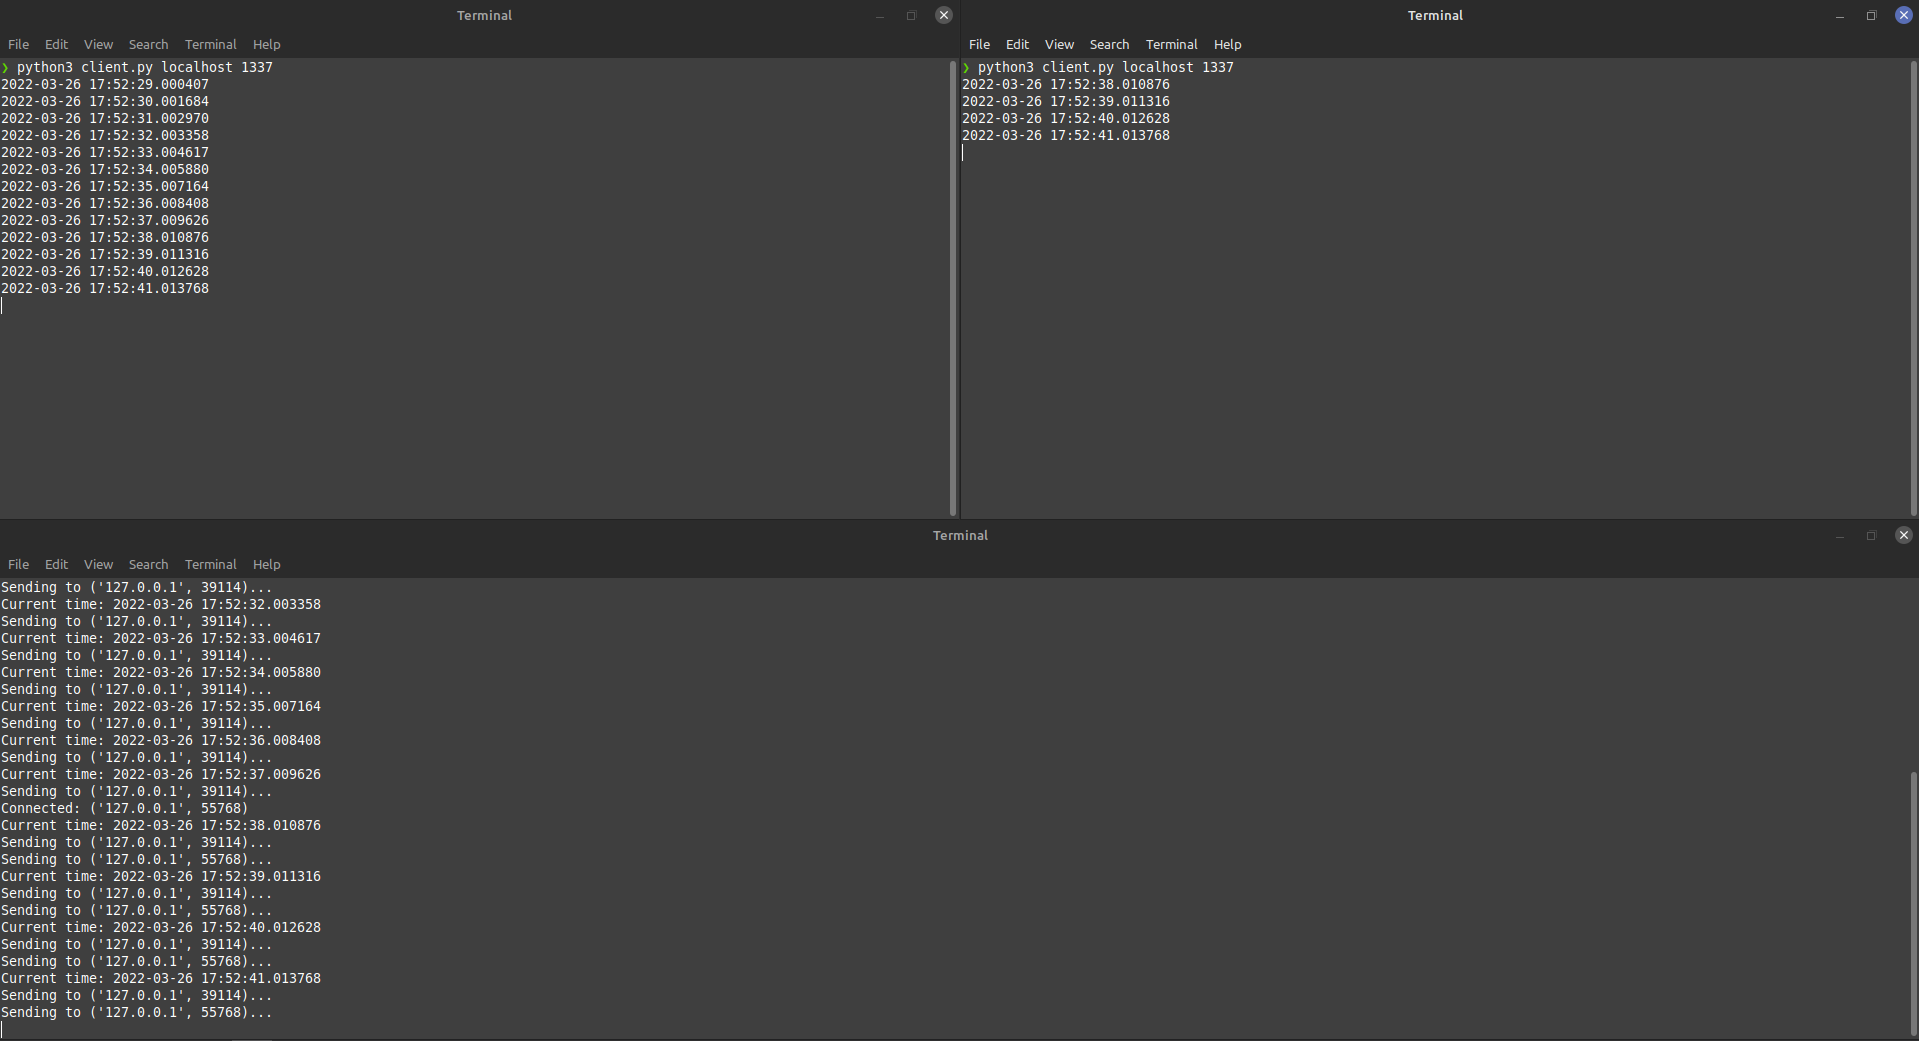 Terminal
File Edit View Search Terminal Help
❯ python3 client.py localhost 1337
2022-03-26 17:52:29.000407
2022-03-26 17:52:30.001684
2022-03-26 17:52:31.002970
2022-03-26 17:52:32.003358
2022-03-26 17:52:33.004617
2022-03-26 17:52:34.005880
2022-03-26 17:52:35.007164
2022-03-26 17:52:36.008408
2022-03-26 17:52:37.009626
2022-03-26 17:52:38.010876
2022-03-26 17:52:39.011316
2022-03-26 17:52:40.012628
2022-03-26 17:52:41.013768
Terminal
File Edit View Search Terminal Help
❯ python3 client.py localhost 1337
2022-03-26 17:52:38.010876
2022-03-26 17:52:39.011316
2022-03-26 17:52:40.012628
2022-03-26 17:52:41.013768
Terminal
File Edit View Search Terminal Help
Sending to ('127.0.0.1', 39114)...
Current time: 2022-03-26 17:52:32.003358
Sending to ('127.0.0.1', 39114)...
Current time: 2022-03-26 17:52:33.004617
Sending to ('127.0.0.1', 39114)...
Current time: 2022-03-26 17:52:34.005880
Sending to ('127.0.0.1', 39114)...
Current time: 2022-03-26 17:52:35.007164
Sending to ('127.0.0.1', 39114)...
Current time: 2022-03-26 17:52:36.008408
Sending to ('127.0.0.1', 39114)...
Current time: 2022-03-26 17:52:37.009626
Sending to ('127.0.0.1', 39114)...
Connected: ('127.0.0.1', 55768)
Current time: 2022-03-26 17:52:38.010876
Sending to ('127.0.0.1', 39114)...
Sending to ('127.0.0.1', 55768)...
Current time: 2022-03-26 17:52:39.011316
Sending to ('127.0.0.1', 39114)...
Sending to ('127.0.0.1', 55768)...
Current time: 2022-03-26 17:52:40.012628
Sending to ('127.0.0.1', 39114)...
Sending to ('127.0.0.1', 55768)...
Current time: 2022-03-26 17:52:41.013768
Sending to ('127.0.0.1', 39114)...
Sending to ('127.0.0.1', 55768)...